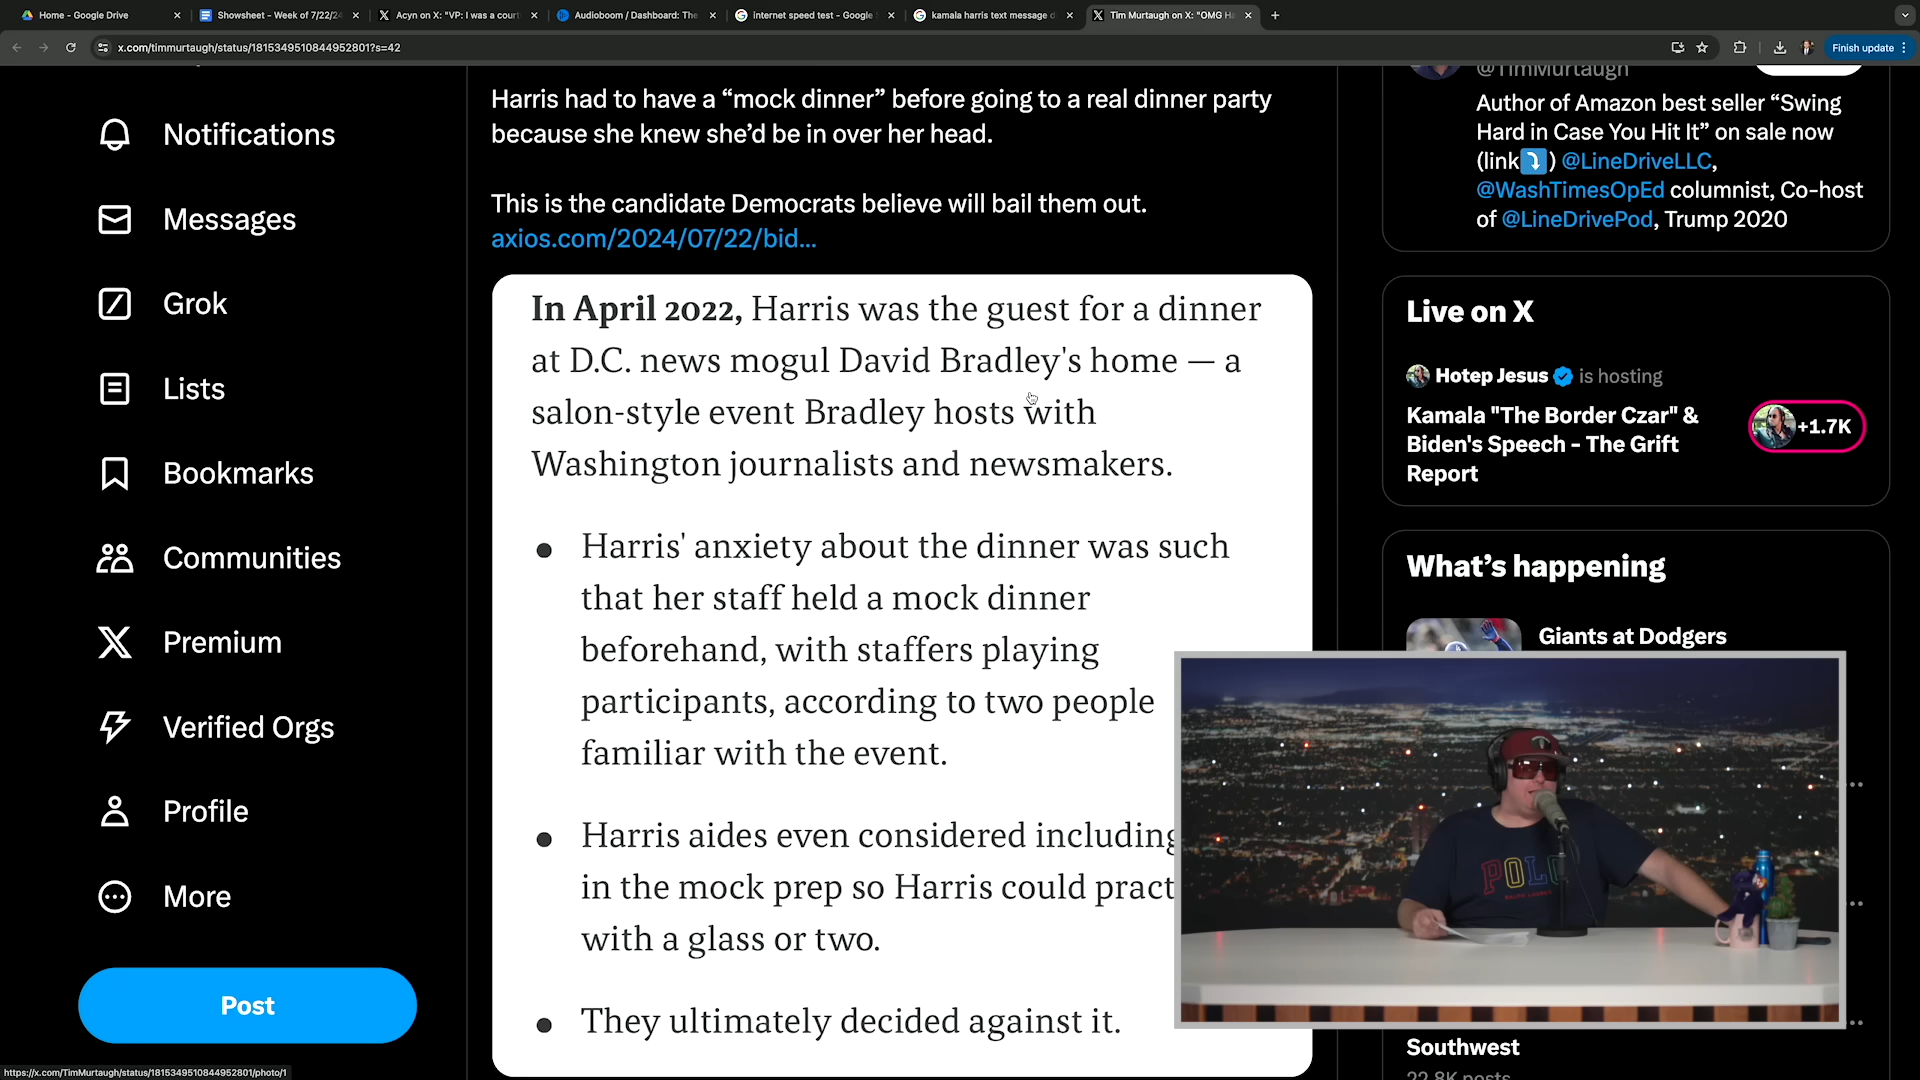 Home - Google Drive
Showsheet - Week of 7/22/24
Acyn on X: "VP: I was a court
Audioboom / Dashboard: The
internet speed test - Google
kamala harris text message d
Tim Murtaugh on X: "OMG Ha
x.com/timmurtaugh/status/1815349510844952801?s=42
Finish update
Notifications
Messages
Grok
Lists
Bookmarks
Communities
Premium
Verified Orgs
Profile
More
Post
https://x.com/TimMurtaugh/status/1815349510844952801/photo/1
Harris had to have a “mock dinner” before going to a real dinner party
because she knew she’d be in over her head.
This is the candidate Democrats believe will bail them out.
axios.com/2024/07/22/bid...
In April 2022, Harris was the guest for a dinner
at D.C. news mogul David Bradley's home — a
salon-style event Bradley hosts with
Washington journalists and newsmakers.
Harris' anxiety about the dinner was such
that her staff held a mock dinner
beforehand, with staffers playing
participants, according to two people
familiar with the event.
Harris aides even considered including
in the mock prep so Harris could pract
with a glass or two.
They ultimately decided against it.
@TimMurtaugh
Author of Amazon best seller “Swing
Hard in Case You Hit It” on sale now
(link⤵️) @LineDriveLLC,
@WashTimesOpEd columnist, Co-host
of @LineDrivePod, Trump 2020
Live on X
Hotep Jesus is hosting
Kamala "The Border Czar" &
Biden's Speech - The Grift
Report
+1.7K
What’s happening
Giants at Dodgers
POLO
RALPH LAUREN
Southwest
22.8K posts